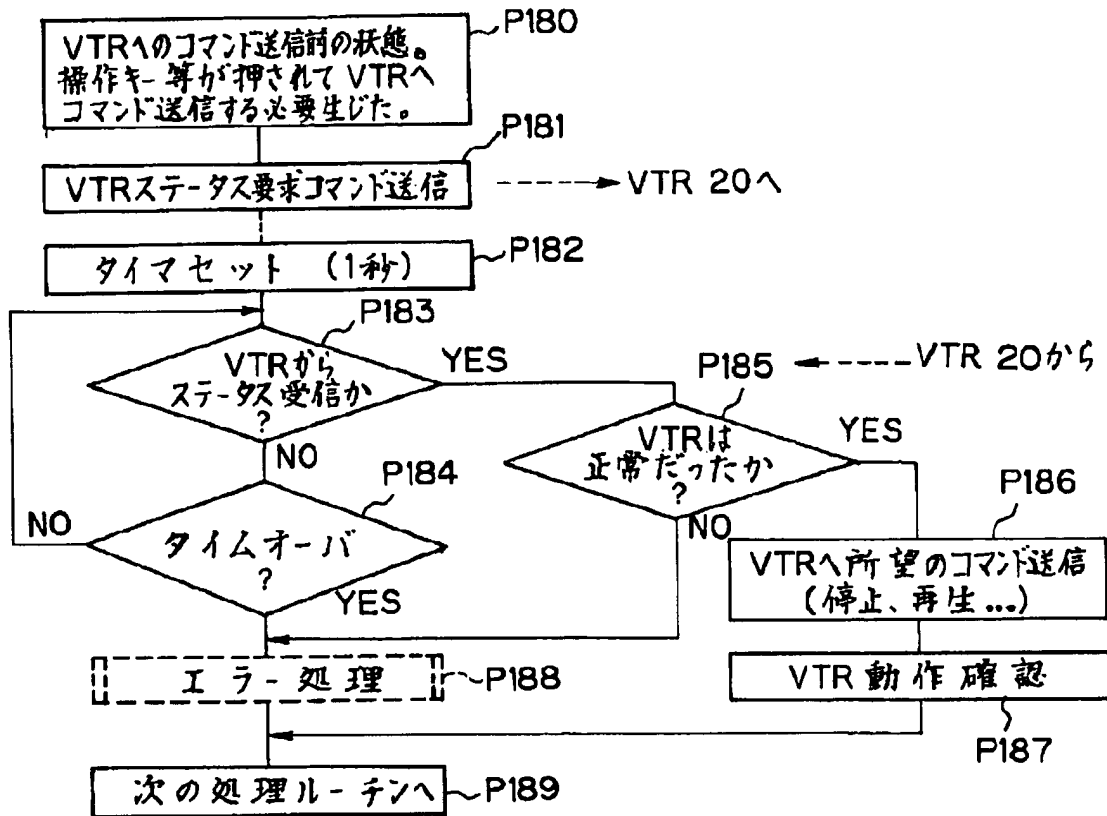 P180
VTRへのコマンド送信前の状態。
操作キー等が押されてVTRへ
コマンド送信する必要生じた。
P181
VTRステータス要求コマンド送信
VTR 20へ
P182
タイマセット (1秒)
P183
VTRから
ステータス受信か
?
YES
NO
P185
VTR 20から
VTRは
正常だったか
?
YES
NO
P184
タイムオーバ
?
NO
YES
P186
VTRへ所望のコマンド送信
(停止、再生...)
エラー処理
P188
VTR動作確認
P187
次の処理ルーチンへ
P189